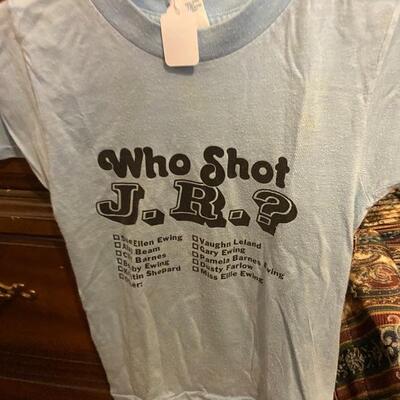 Who Shot
J.R.?
Ellen Ewing
Beam
Barnes
Ewing
Shepard
☐ Vaughn Leland
☐ Gary Ewing
☐ Pamela Barnes Ewing
☐ Dusty Farlow
☐ Miss Ellie Ewing